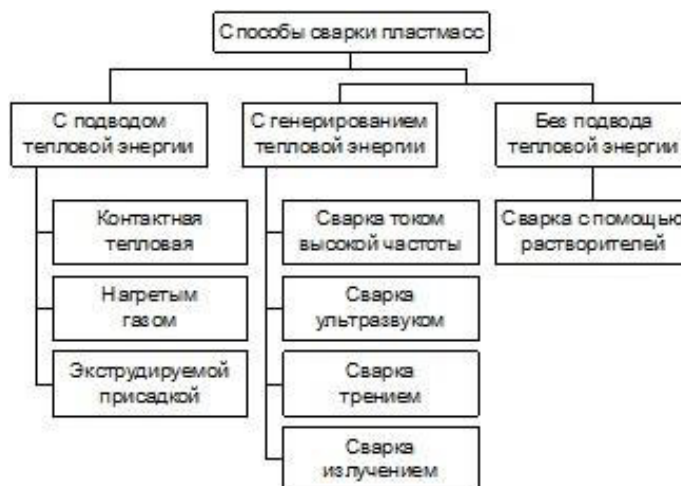 Способы сварки пластмасс
С подводом
тепловой энергии
С генерированием
тепловой энергии
Без подвода
тепловой энергии
Контактная
тепловая
Нагретым
газом
Экструдируемой
присадкой
Сварка током
высокой частоты
Сварка
ультразвуком
Сварка
трением
Сварка
излучением
Сварка с помощью
растворителей